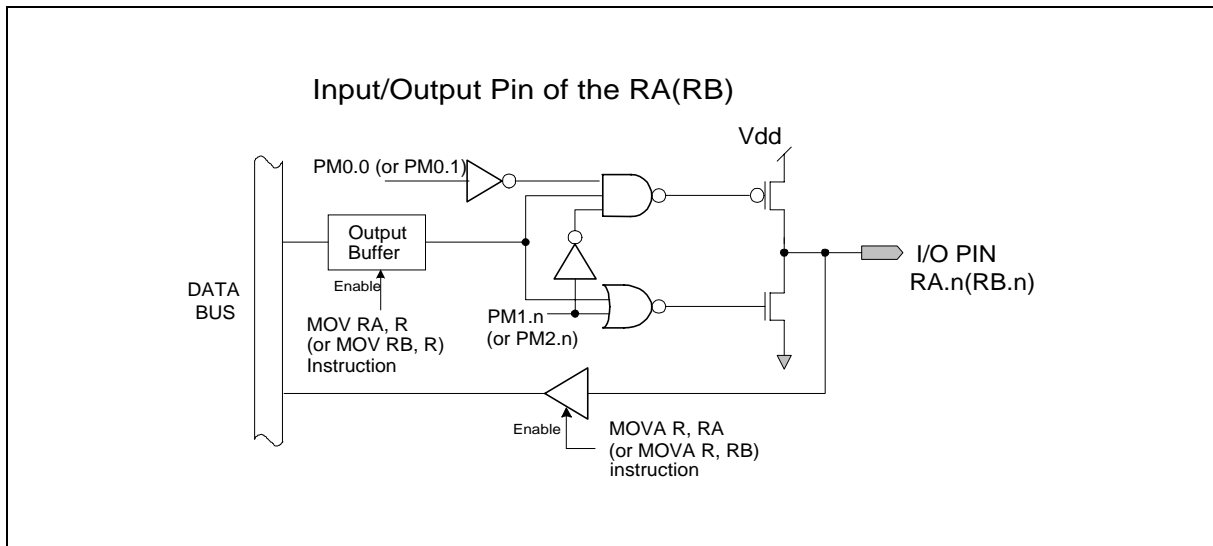 Input/Output Pin of the RA(RB)
Vdd
PM0.0 (or PM0.1)
Output
Buffer
I/O PIN
RA.n(RB.n)
Enable
DATA
BUS
MOV RA, R
(or MOV RB, R)
Instruction
PM1.n
(or PM2.n)
Enable
MOVA R, RA
(or MOVA R, RB)
instruction